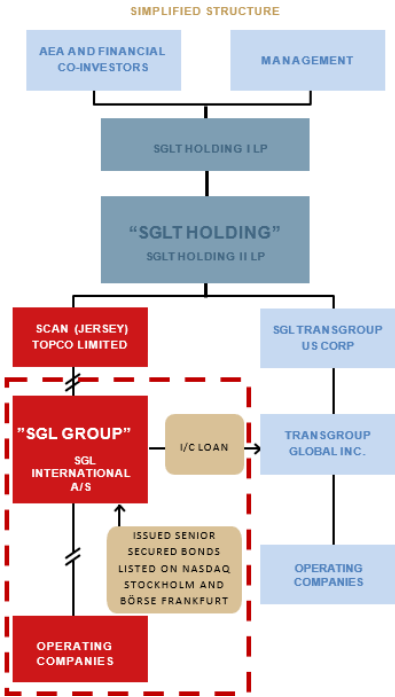 SIMPLIFIED STRUCTURE
AEA AND FINANCIAL
CO-INVESTORS
MANAGEMENT
SGLT HOLDING I LP
“SGLT HOLDING”
SGLT HOLDING II LP
SCAN (JERSEY)
TOPCO LIMITED
SGL TRANSGROUP
US CORP
”SGL GROUP”
SGL
INTERNATIONAL
A/S
I/C LOAN
TRANSGROUP
GLOBAL INC.
ISSUED SENIOR
SECURED BONDS
LISTED ON NASDAQ
STOCKHOLM AND
BÖRSE FRANKFURT
OPERATING
COMPANIES
OPERATING
COMPANIES